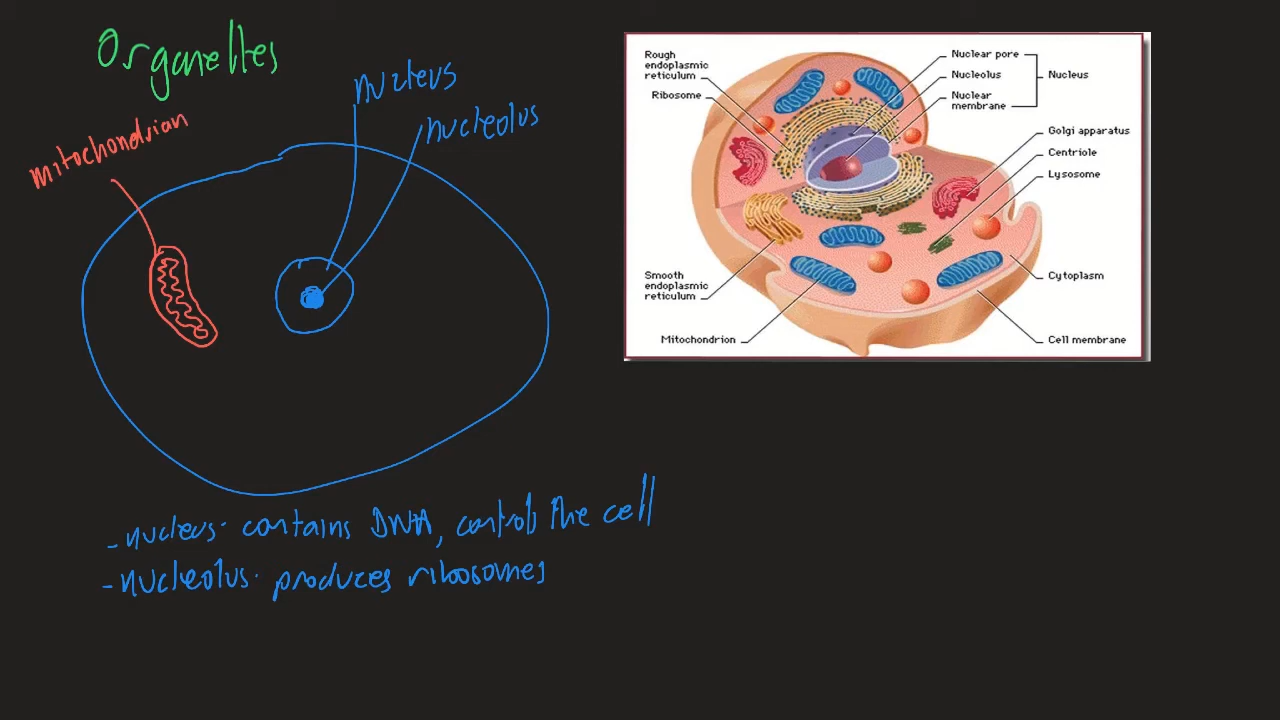 Organelles
mitochondrian
nucleus
nucleolus
- nucleus: contains DNA, controls the cell
- nucleolus: produces ribosomes
Rough
endoplasmic
reticulum
Ribosome
Smooth
endoplasmic
reticulum
Mitochondrion
Nuclear pore
Nucleolus
Nuclear
membrane
Nucleus
Golgi apparatus
Centriole
Lysosome
Cytoplasm
Cell membrane